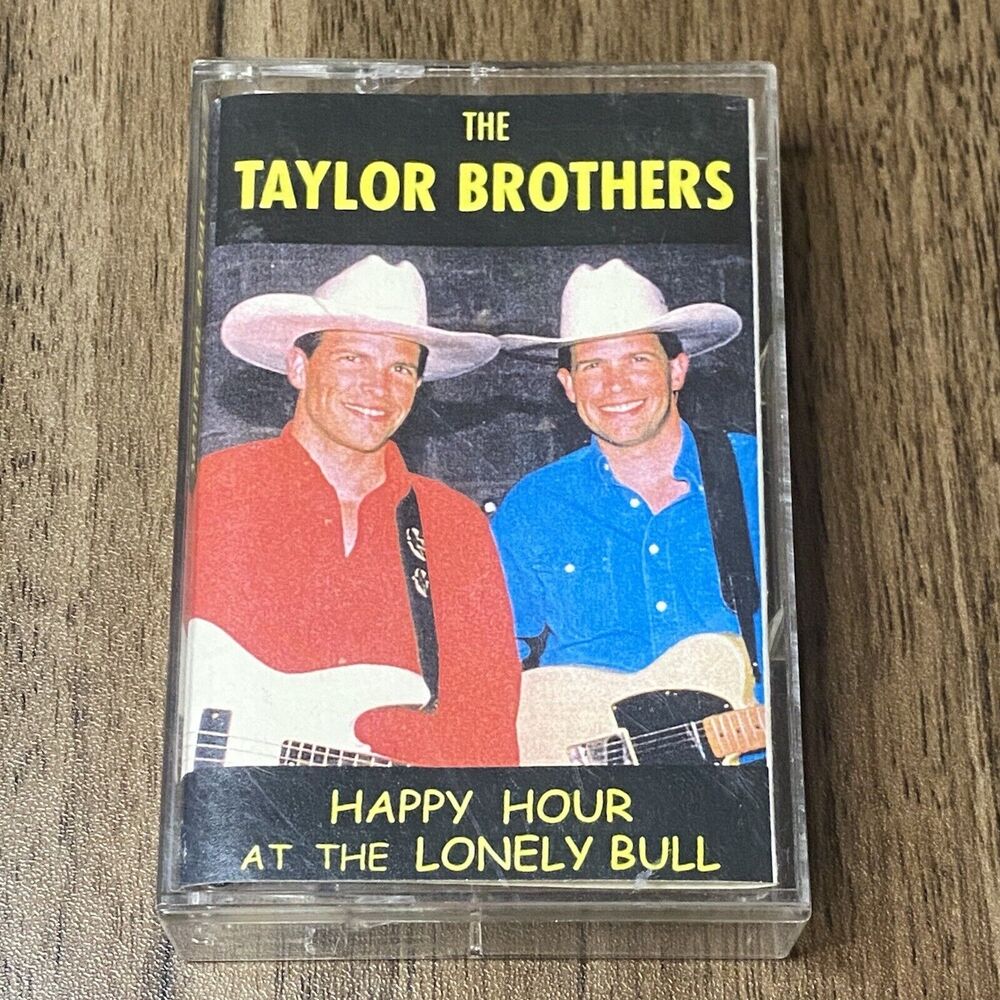 THE
TAYLOR BROTHERS
HAPPY HOUR
AT THE LONELY BULL